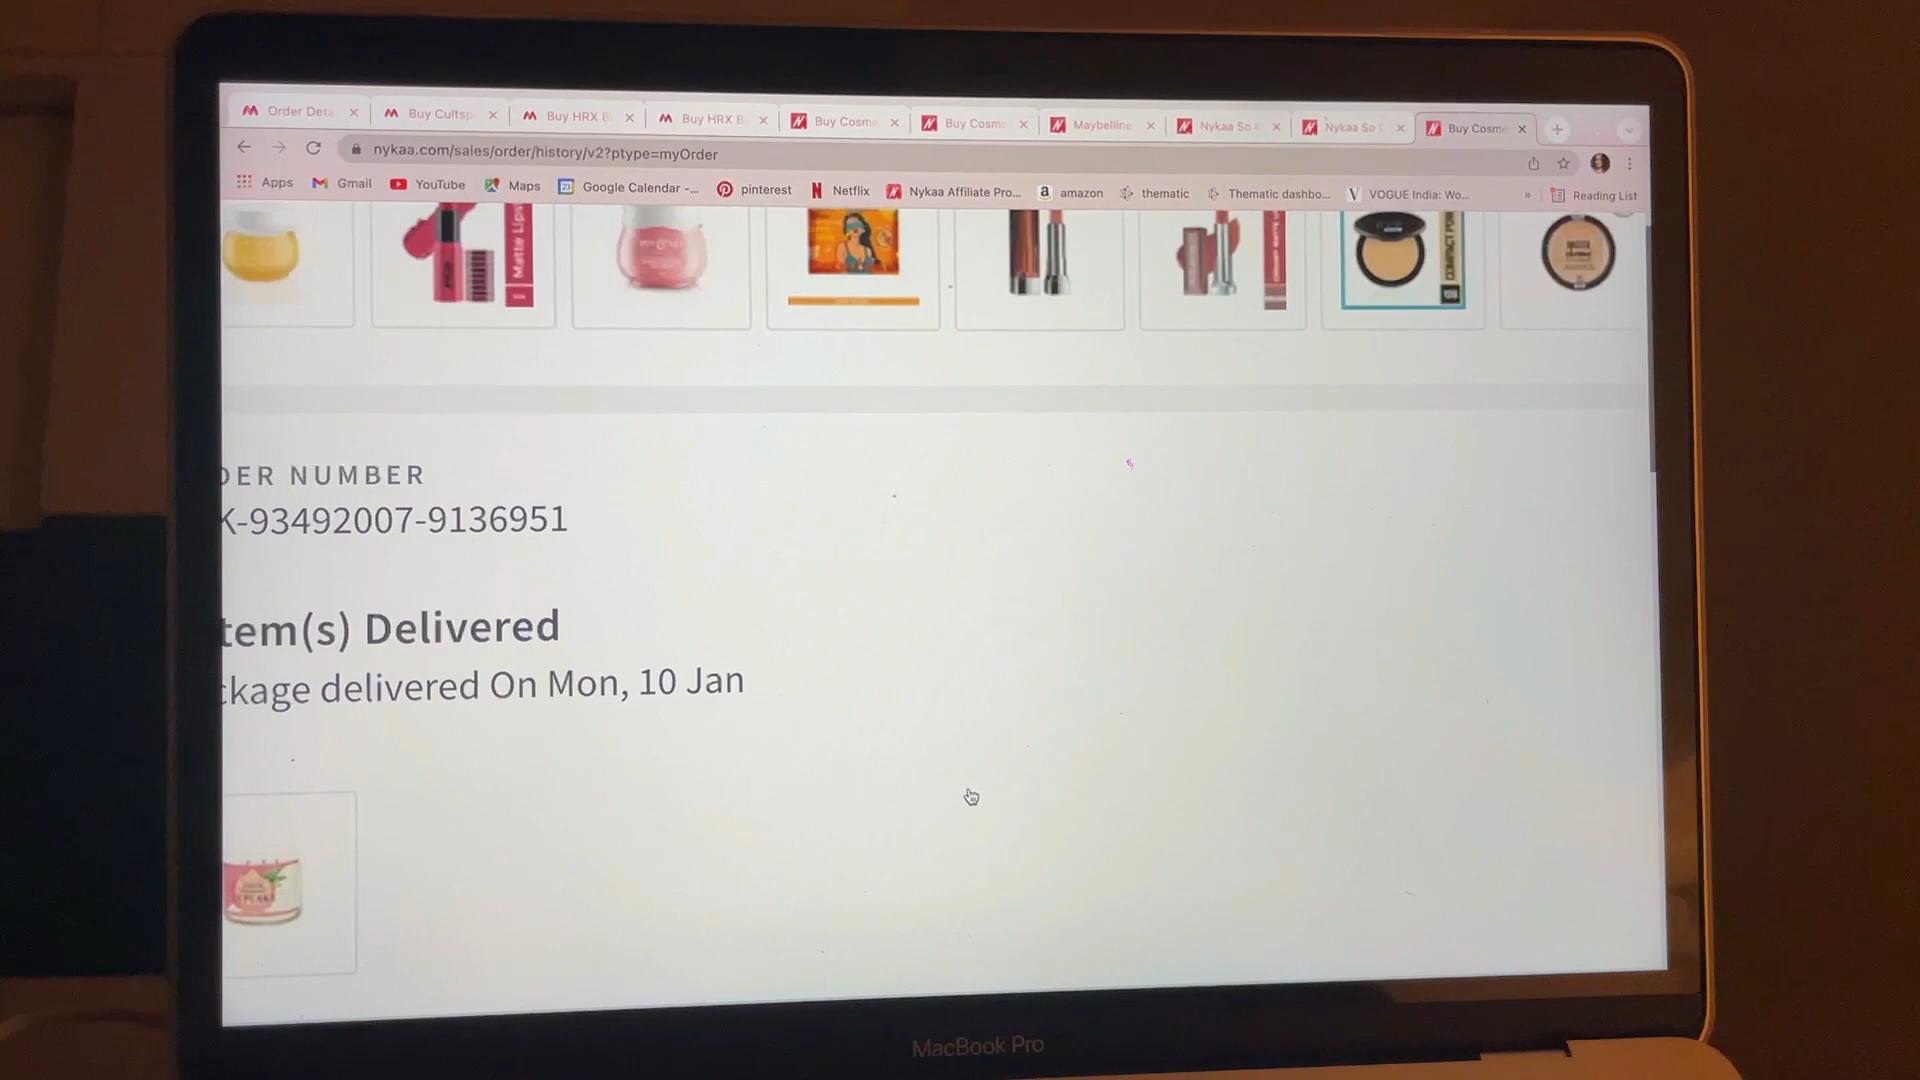 Order Deta
Buy Cultsp
Buy HRX B
Buy HRX B
Buy Cosme
Buy Cosme
Maybelline
Nykaa So
Nykaa So
Buy Cosme
nykaa.com/sales/order/history/v2?ptype=myOrder
Apps
Gmail
YouTube
Maps
Google Calendar -...
pinterest
Netflix
Nykaa Affiliate Pro...
amazon
thematic
Thematic dashbo...
VOGUE India: Wo...
»
Reading List
Matte Lips
COMPACT POW
DER NUMBER
K-93492007-9136951
tem(s) Delivered
ckage delivered On Mon, 10 Jan
MacBook Pro